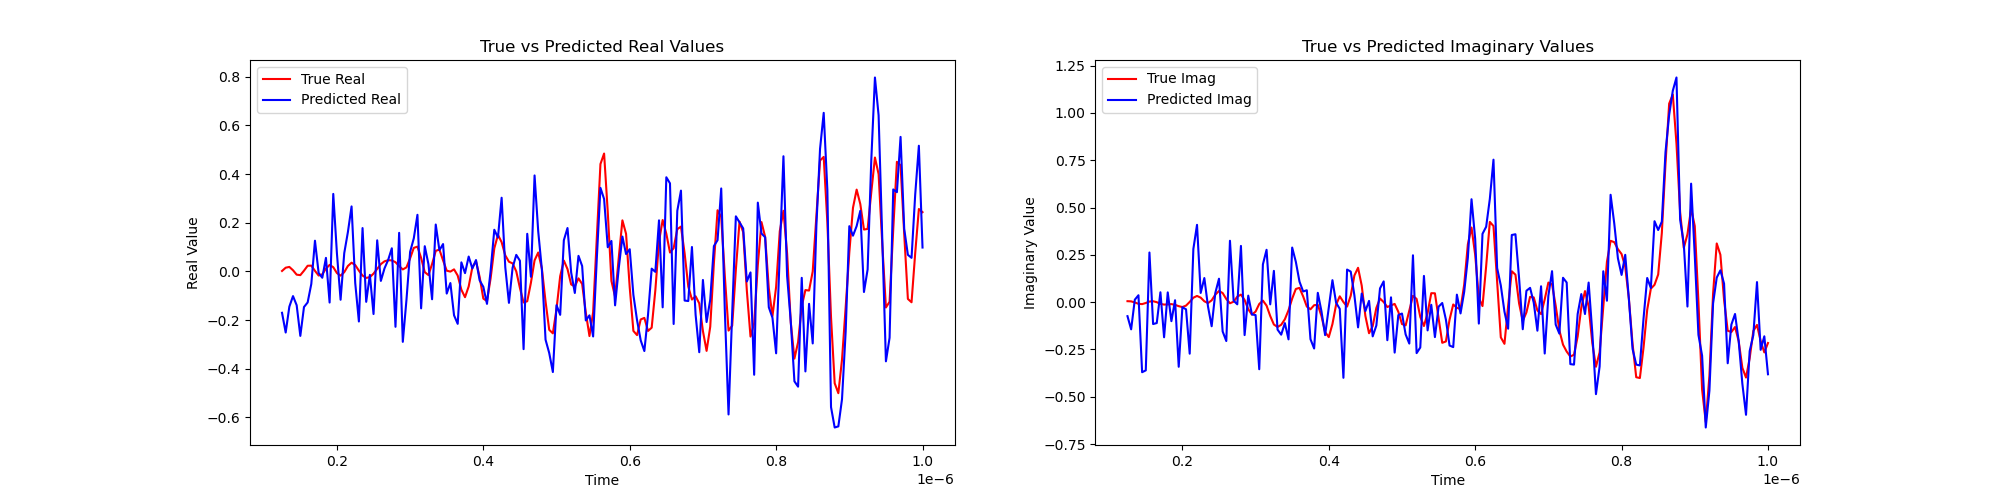 True vs Predicted Real Values
True Real
Predicted Real
Real Value
0.8
0.6
0.4
0.2
0.0
−0.2
−0.4
−0.6
0.2 0.4 0.6 0.8 1.0
1e−6
Time
True vs Predicted Imaginary Values
True Imag
Predicted Imag
Imaginary Value
1.25
1.00
0.75
0.50
0.25
0.00
−0.25
−0.50
−0.75
0.2 0.4 0.6 0.8 1.0
1e−6
Time